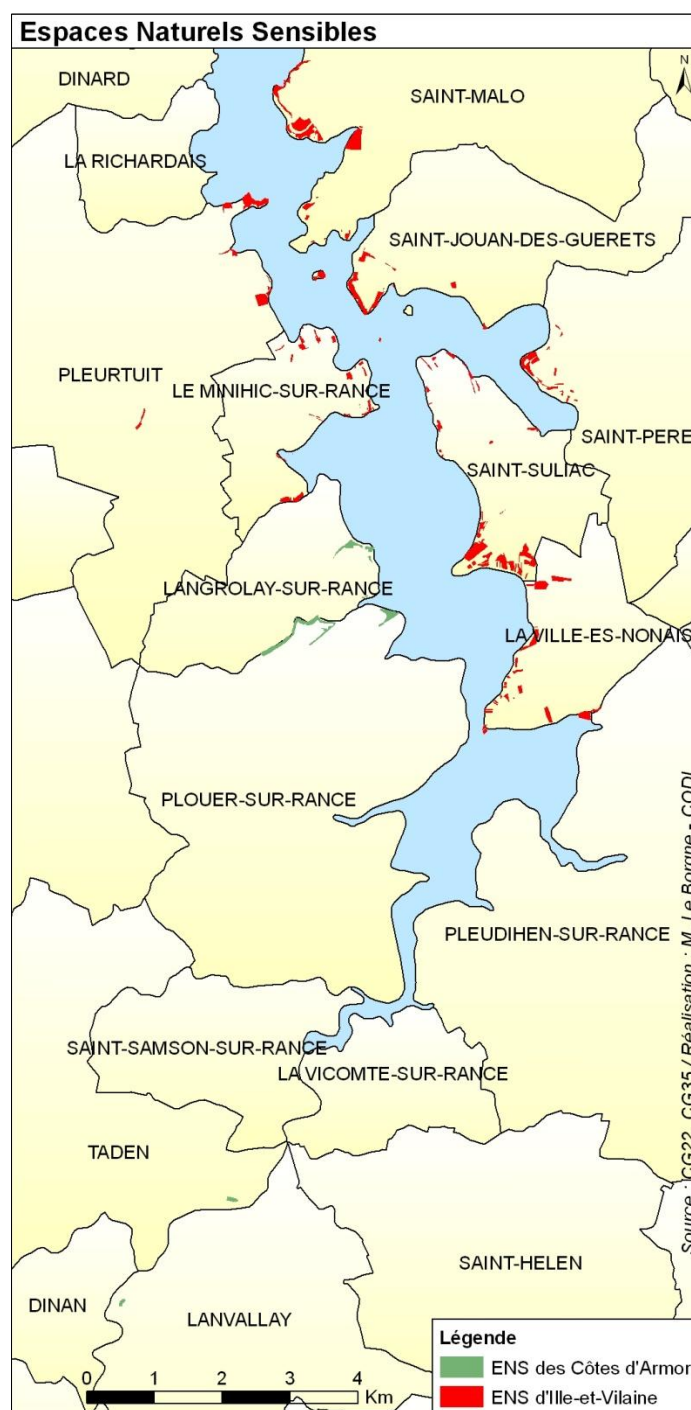 Espaces Naturels Sensibles
DINARD
N
SAINT-MALO
LA RICHARDAIS
SAINT-JOUAN-DES-GUERETS
PLEURTUIT
LE MINIHIC-SUR-RANCE
SAINT-PERE
SAINT-SULIAC
LANGROLAY-SUR-RANCE
LA VILLE-ES-NONAIS
PLOUER-SUR-RANCE
PLEUDIHEN-SUR-RANCE
SAINT-SAMSON-SUR-RANCE
LA VICOMTE-SUR-RANCE
TADEN
SAINT-HELEN
DINAN
LANVALLAY
Source : CG22, CG35 / Réalisation : M. Le Borgne - CODI
Légende
ENS des Côtes d'Armor
ENS d'Ille-et-Vilaine
0 1 2 3 4
Km